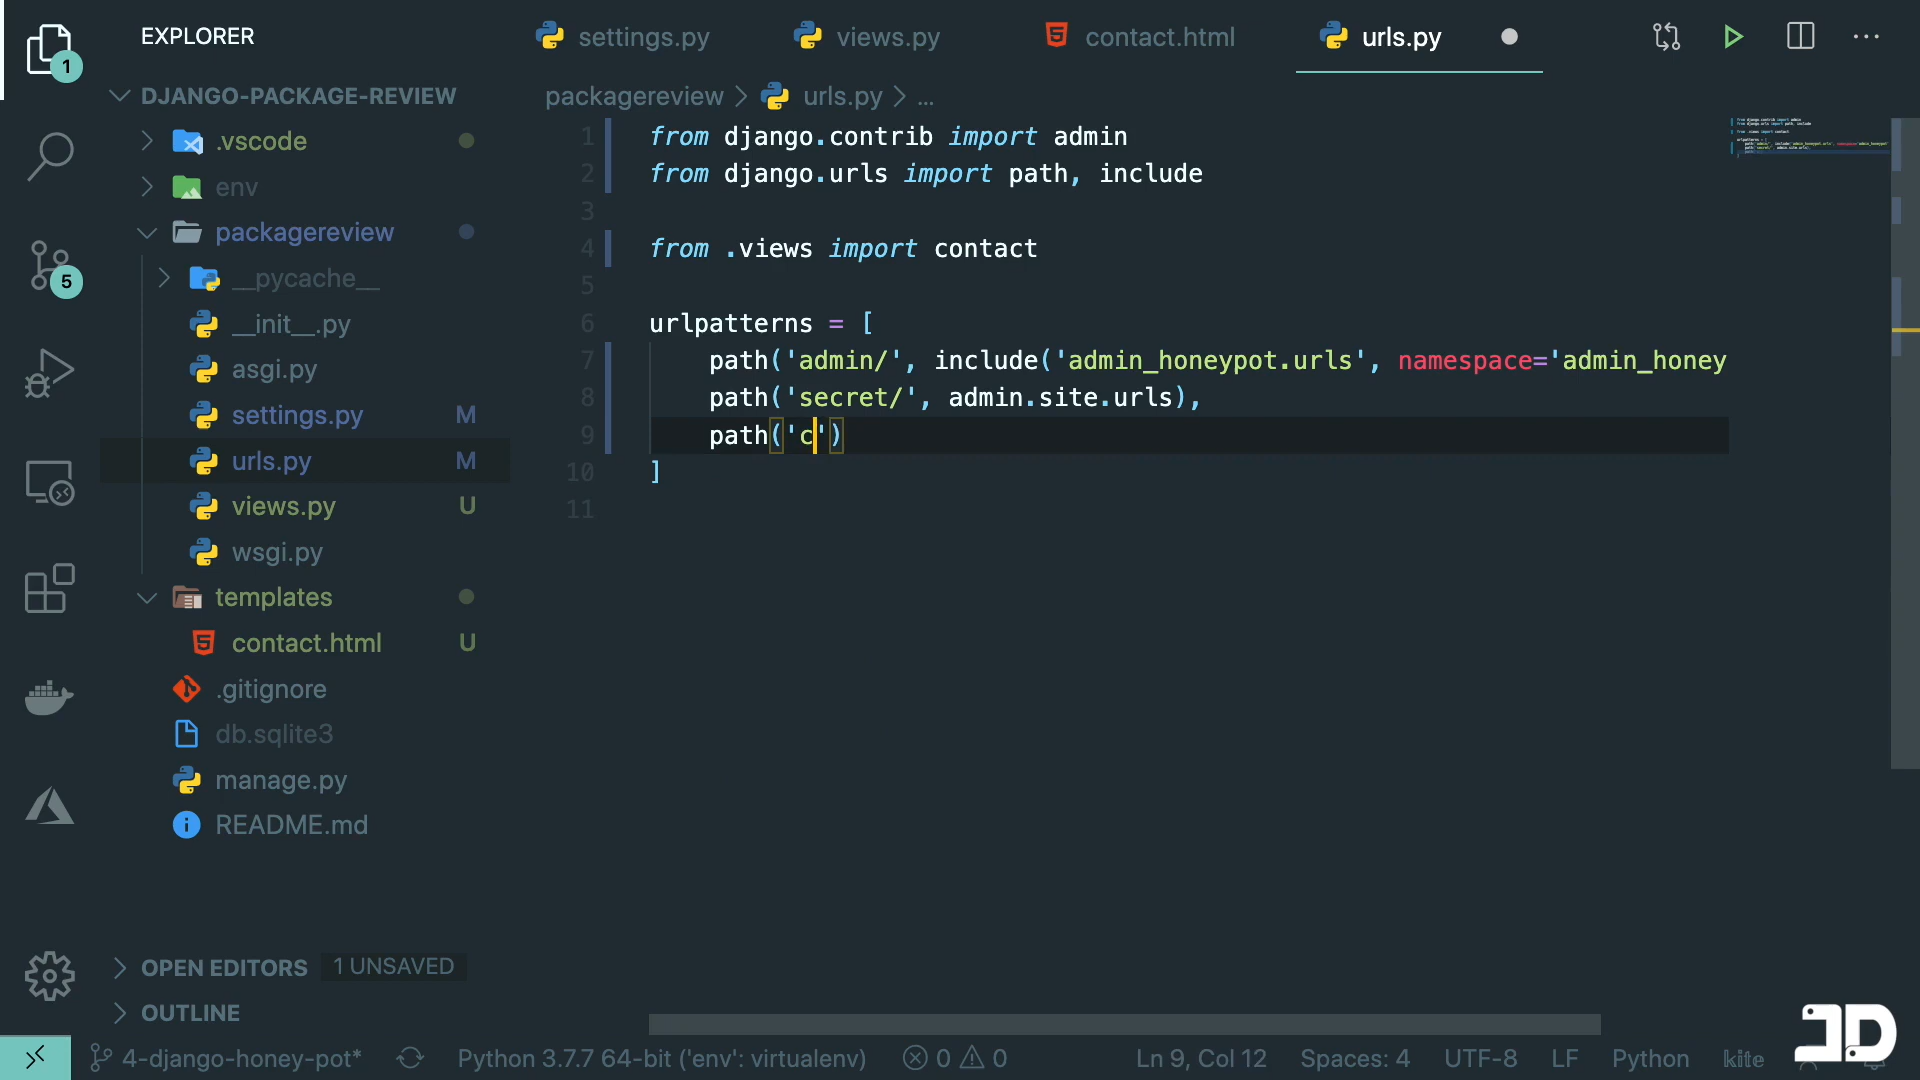 EXPLORER
settings.py
views.py
contact.html
urls.py
1
DJANGO-PACKAGE-REVIEW
packagereview > urls.py > ...
.vscode
env
packagereview
__pycache__
__init__.py
asgi.py
settings.py M
urls.py M
views.py U
wsgi.py
templates
contact.html U
.gitignore
db.sqlite3
manage.py
README.md
5
1 from django.contrib import admin
2 from django.urls import path, include
3
4 from .views import contact
5
6 urlpatterns = [
7 path('admin/', include('admin_honeypot.urls', namespace='admin_honey
8 path('secret/', admin.site.urls),
9 path('c')
10 ]
11
OPEN EDITORS 1 UNSAVED
OUTLINE
JD
4-django-honey-pot* Python 3.7.7 64-bit ('env': virtualenv) 0 0 Ln 9, Col 12 Spaces: 4 UTF-8 LF Python kite